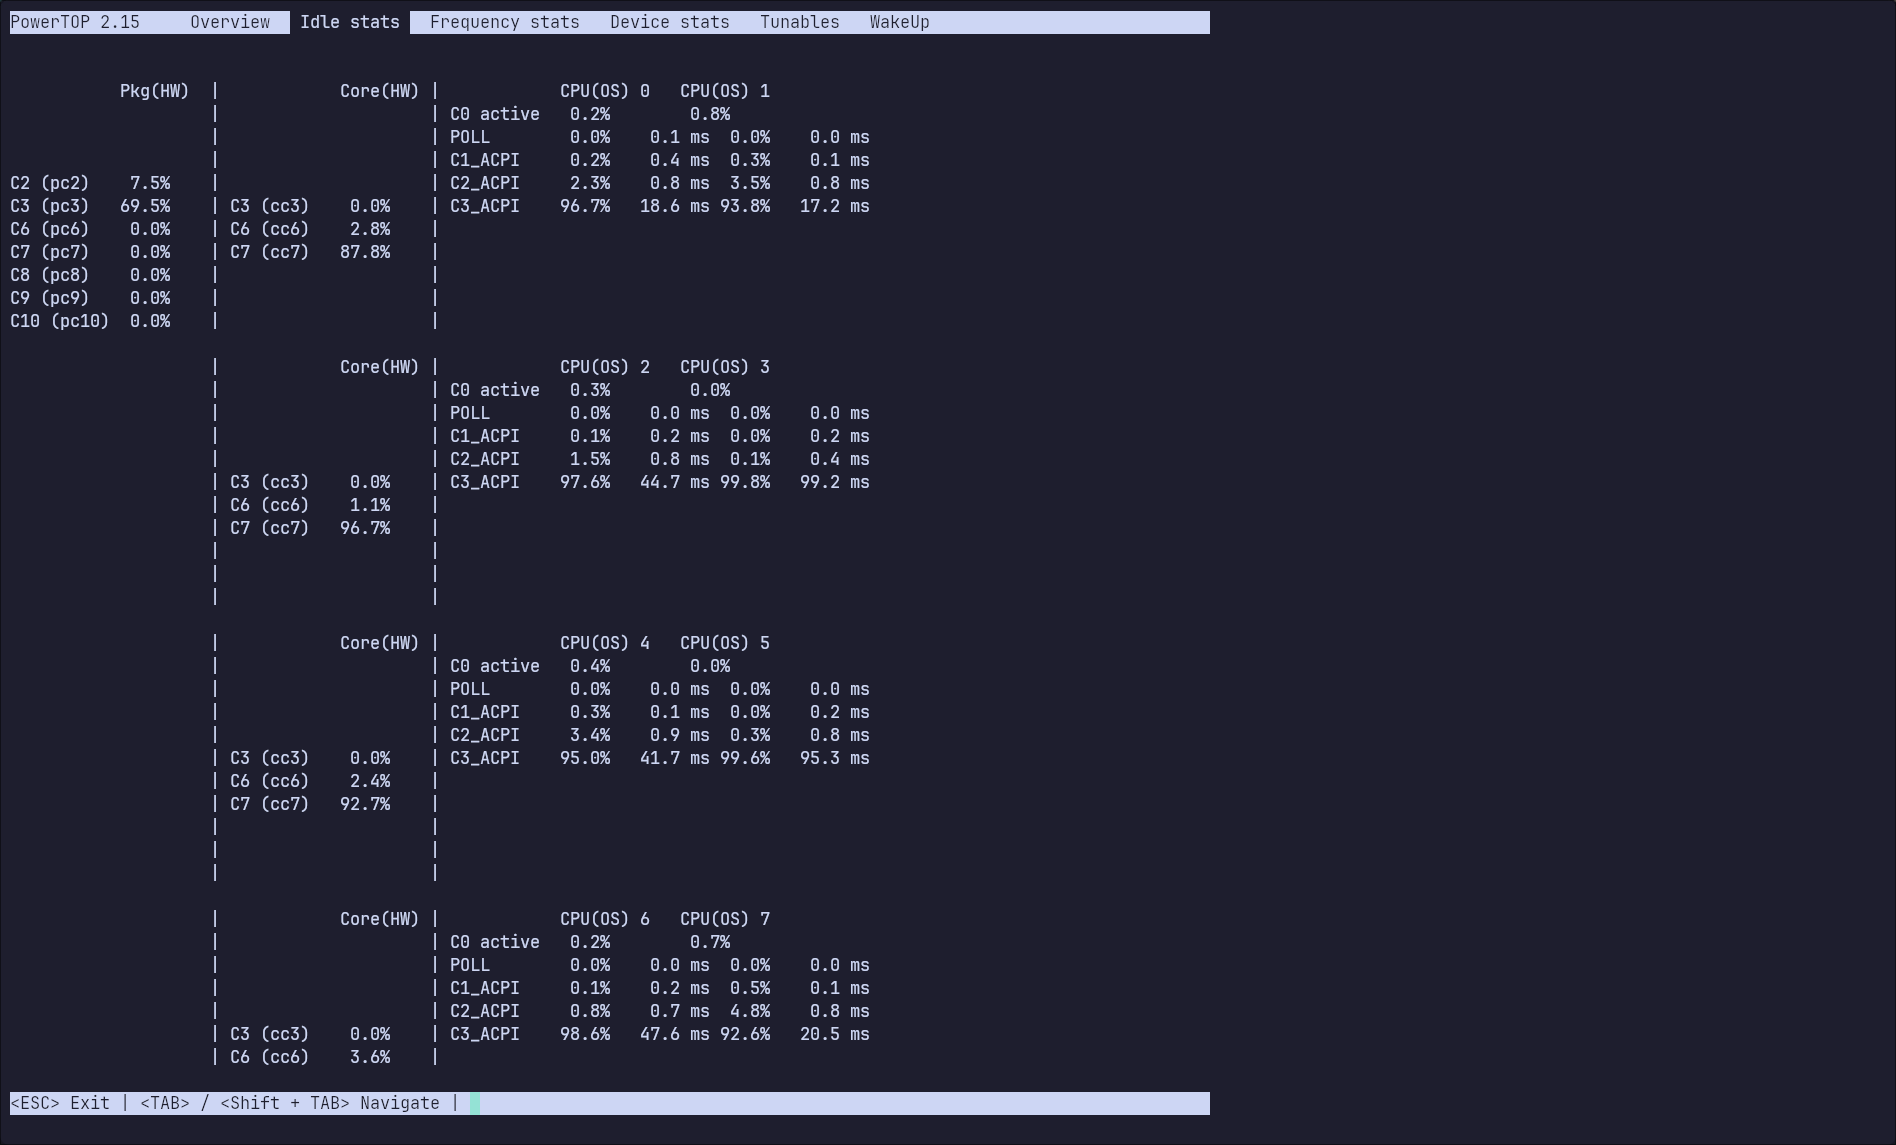 PowerTOP 2.15     Overview   Idle stats   Frequency stats   Device stats   Tunables   WakeUp
           Pkg(HW)  |            Core(HW) |            CPU(OS) 0   CPU(OS) 1
                    |                     | C0 active   0.2%        0.8%
                    |                     | POLL        0.0%    0.1 ms  0.0%    0.0 ms
                    |                     | C1_ACPI     0.2%    0.4 ms  0.3%    0.1 ms
C2 (pc2)    7.5%    |                     | C2_ACPI     2.3%    0.8 ms  3.5%    0.8 ms
C3 (pc3)   69.5%    | C3 (cc3)    0.0%    | C3_ACPI    96.7%   18.6 ms 93.8%   17.2 ms
C6 (pc6)    0.0%    | C6 (cc6)    2.8%    |
C7 (pc7)    0.0%    | C7 (cc7)   87.8%    |
C8 (pc8)    0.0%    |                     |
C9 (pc9)    0.0%    |                     |
C10 (pc10)  0.0%    |                     |
                    |            Core(HW) |            CPU(OS) 2   CPU(OS) 3
                    |                     | C0 active   0.3%        0.0%
                    |                     | POLL        0.0%    0.0 ms  0.0%    0.0 ms
                    |                     | C1_ACPI     0.1%    0.2 ms  0.0%    0.2 ms
                    |                     | C2_ACPI     1.5%    0.8 ms  0.1%    0.4 ms
                    | C3 (cc3)    0.0%    | C3_ACPI    97.6%   44.7 ms 99.8%   99.2 ms
                    | C6 (cc6)    1.1%    |
                    | C7 (cc7)   96.7%    |
                    |                     |
                    |                     |
                    |                     |
                    |            Core(HW) |            CPU(OS) 4   CPU(OS) 5
                    |                     | C0 active   0.4%        0.0%
                    |                     | POLL        0.0%    0.0 ms  0.0%    0.0 ms
                    |                     | C1_ACPI     0.3%    0.1 ms  0.0%    0.2 ms
                    |                     | C2_ACPI     3.4%    0.9 ms  0.3%    0.8 ms
                    | C3 (cc3)    0.0%    | C3_ACPI    95.0%   41.7 ms 99.6%   95.3 ms
                    | C6 (cc6)    2.4%    |
                    | C7 (cc7)   92.7%    |
                    |                     |
                    |                     |
                    |                     |
                    |            Core(HW) |            CPU(OS) 6   CPU(OS) 7
                    |                     | C0 active   0.2%        0.7%
                    |                     | POLL        0.0%    0.0 ms  0.0%    0.0 ms
                    |                     | C1_ACPI     0.1%    0.2 ms  0.5%    0.1 ms
                    |                     | C2_ACPI     0.8%    0.7 ms  4.8%    0.8 ms
                    | C3 (cc3)    0.0%    | C3_ACPI    98.6%   47.6 ms 92.6%   20.5 ms
                    | C6 (cc6)    3.6%    |
<ESC> Exit | <TAB> / <Shift + TAB> Navigate |